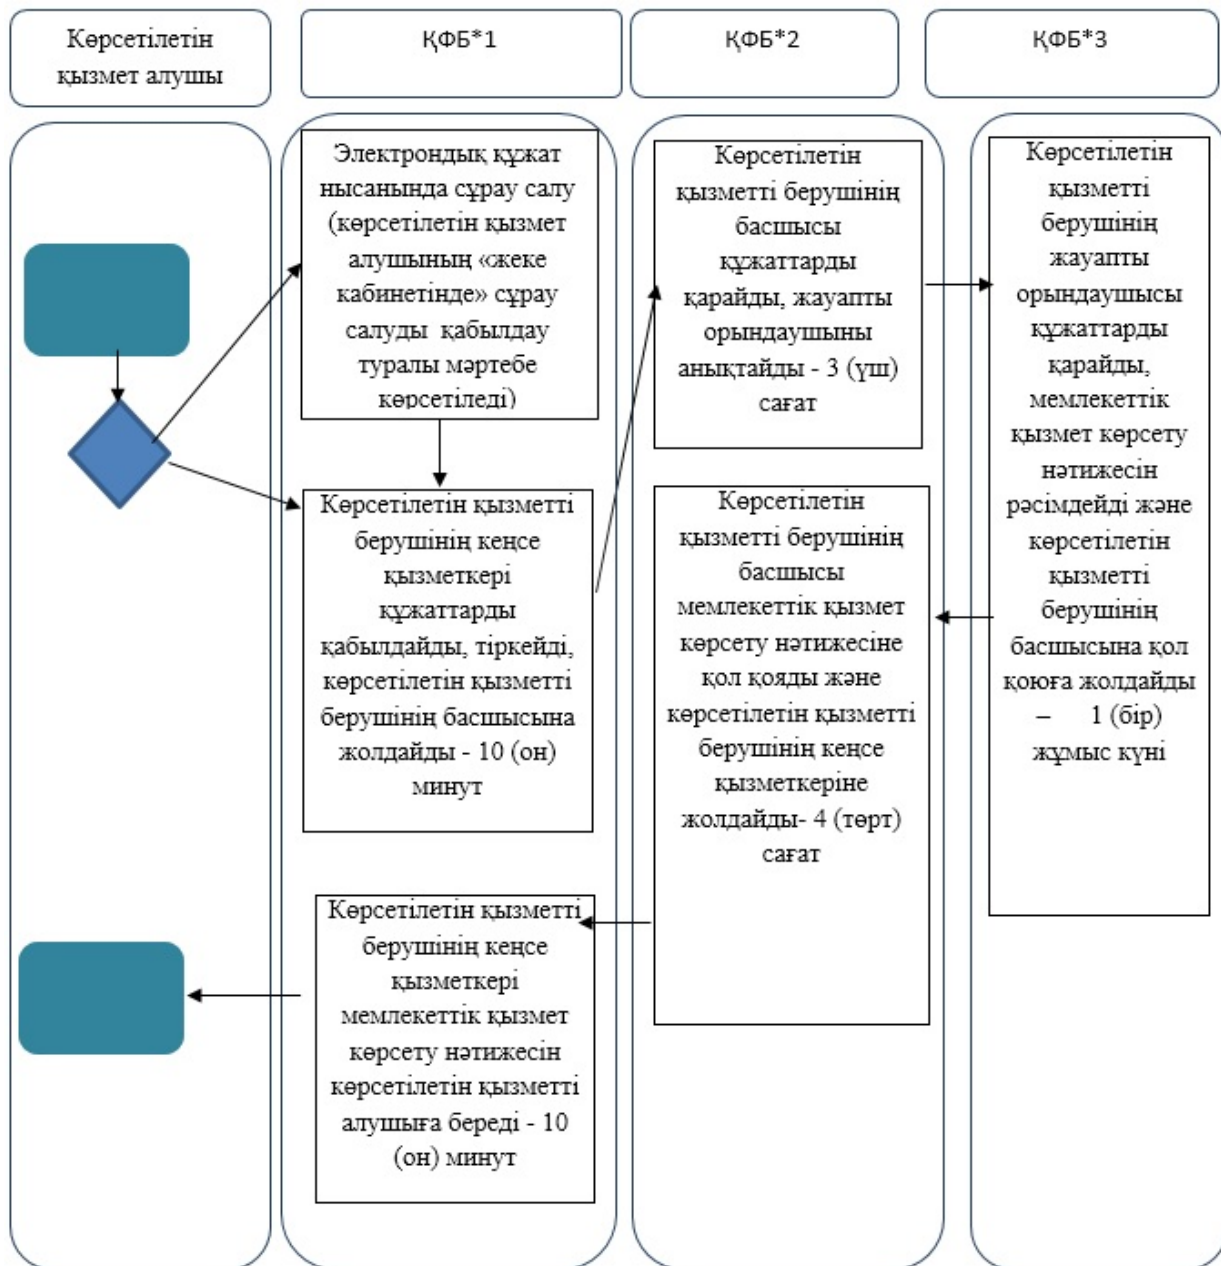 Көрсетілетін
қызмет алушы
ҚФБ*1
ҚФБ*2
ҚФБ*3
Электрондық құжат
нысанында сұрау салу
(көрсетілетін қызмет
алушының «жеке
кабинетінде» сұрау
салуды қабылдау
туралы мәртебе
көрсетіледі)
Көрсетілетін қызметті
берушінің кеңсе
қызметкері
құжаттарды
қабылдайды, тіркейді,
көрсетілетін қызметті
берушінің басшысына
жолдайды - 10 (он)
минут
Көрсетілетін қызметті
берушінің кеңсе
қызметкері
мемлекеттік қызмет
көрсету нәтижесін
көрсетілетін қызметті
алушыға береді - 10
(он) минут
Көрсетілетін
қызметті берушінің
басшысы
құжаттарды
қарайды, жауапты
орындаушыны
анықтайды - 3 (үш)
сағат
Көрсетілетін
қызметті берушінің
басшысы
мемлекеттік қызмет
көрсету нәтижесіне
қол қояды және
көрсетілетін қызметті
берушінің кеңсе
қызметкеріне
жолдайды- 4 (төрт)
сағат
Көрсетілетін
қызметті
берушінің
жауапты
орындаушысы
құжаттарды
қарайды,
мемлекеттік
қызмет көрсету
нәтижесін
рәсімдейді және
көрсетілетін
қызметті
берушінің
басшысына қол
қоюға жолдайды
– 1 (бір)
жұмыс күні